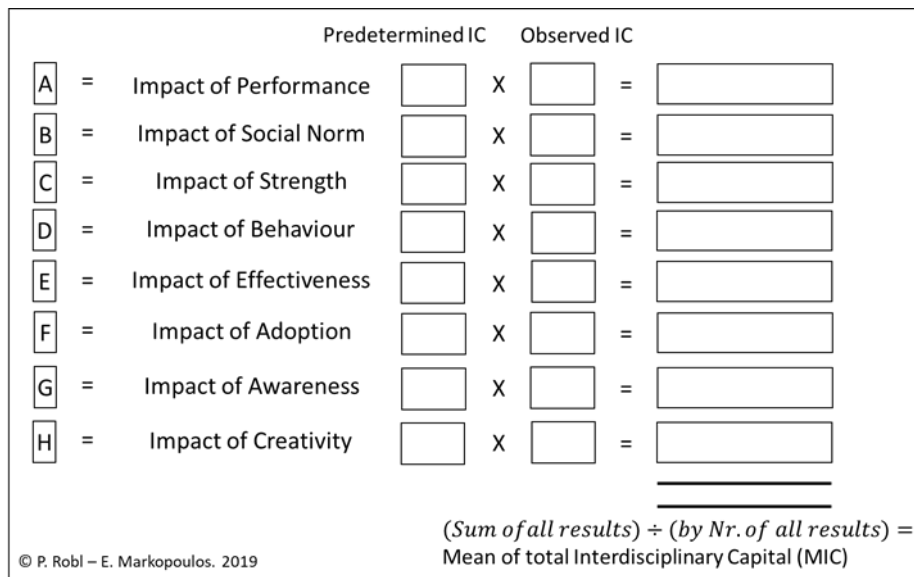 Predetermined IC Observed IC
A = Impact of Performance X =
B = Impact of Social Norm X =
C = Impact of Strength X =
D = Impact of Behaviour X =
E = Impact of Effectiveness X =
F = Impact of Adoption X =
G = Impact of Awareness X =
H = Impact of Creativity X =
(Sum of all results) ÷ (by Nr. of all results) =
Mean of total Interdisciplinary Capital (MIC)
© P. Robl – E. Markopoulos. 2019